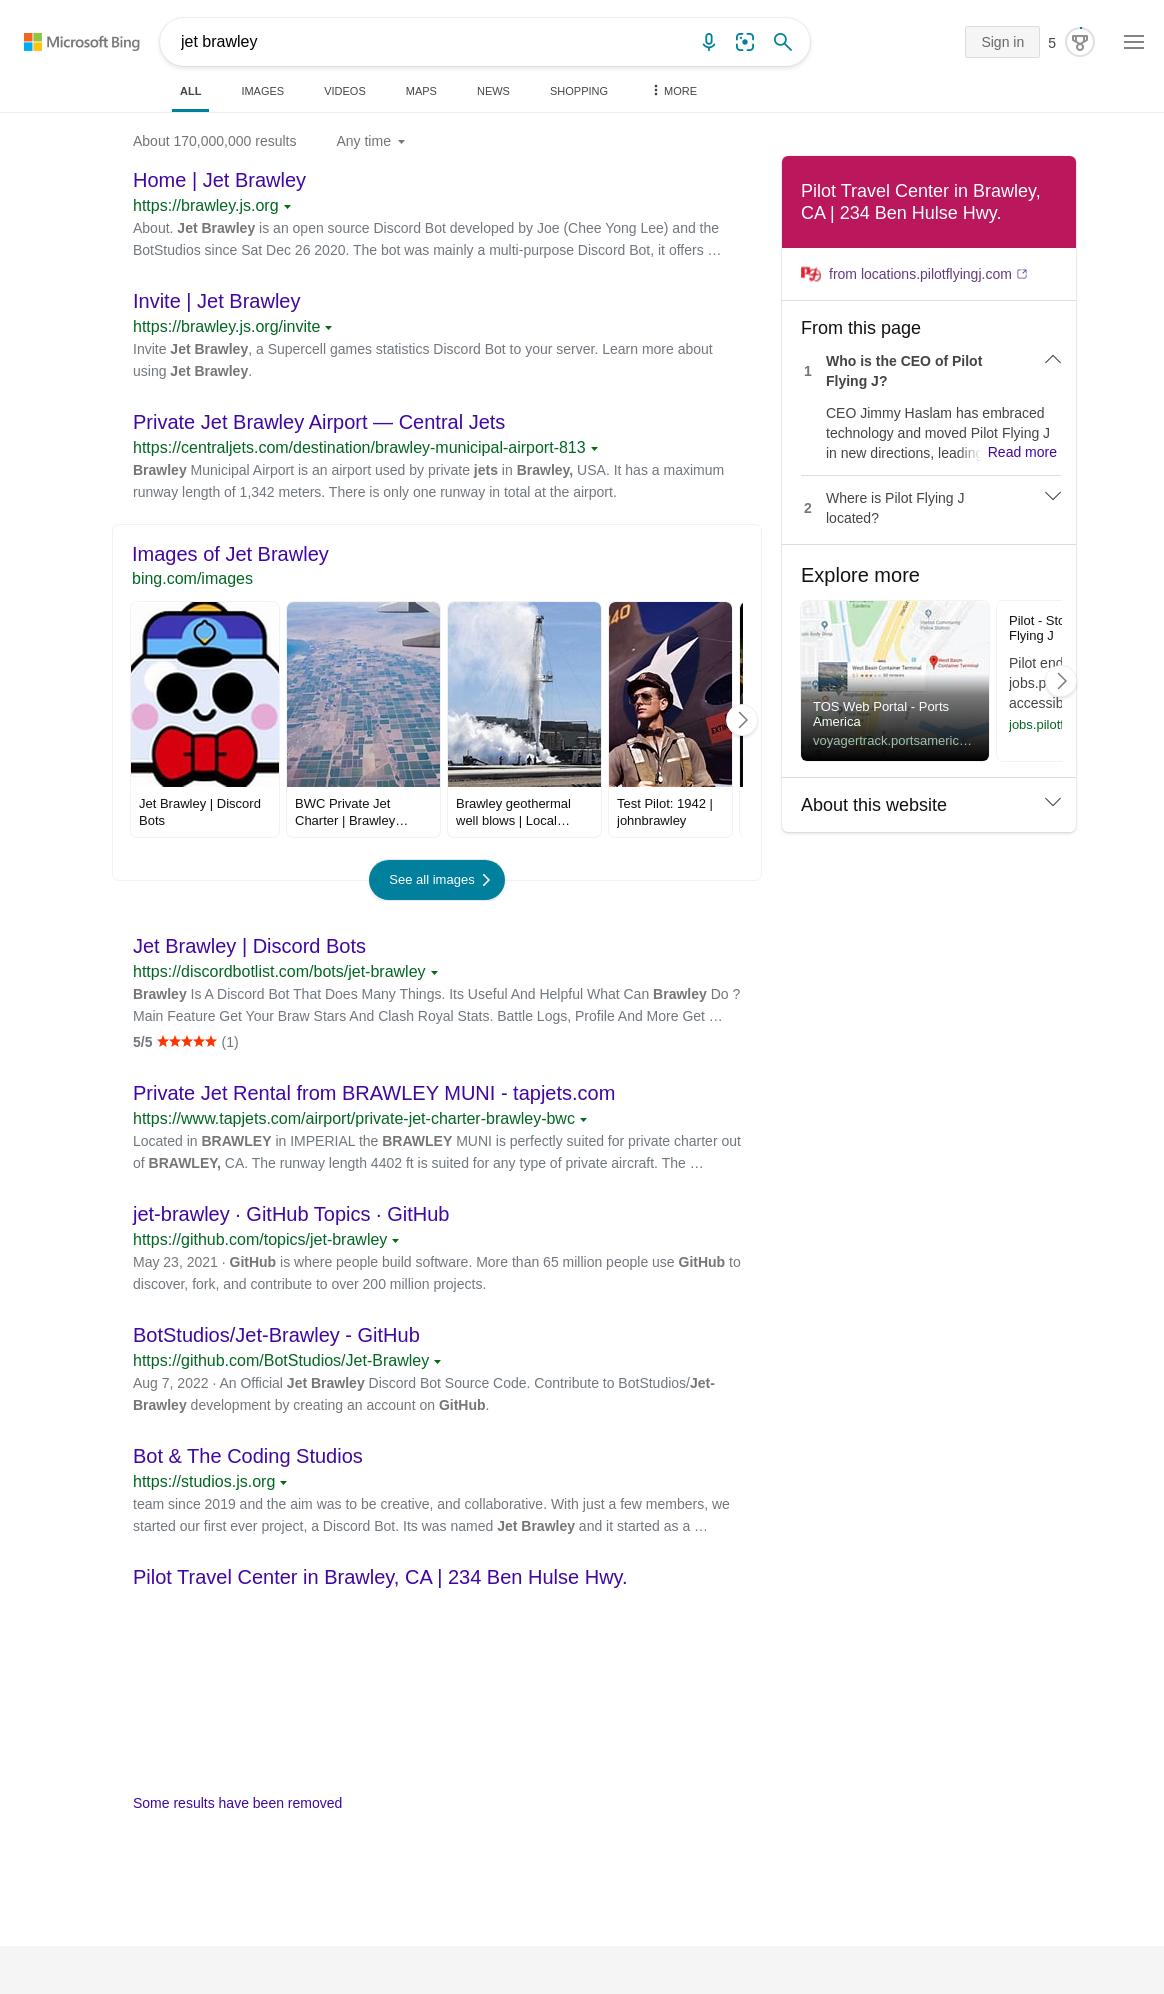 Microsoft Bing
jet brawley
Sign in
5
ALL
IMAGES
VIDEOS
MAPS
NEWS
SHOPPING
MORE
About 170,000,000 results
Any time
Home | Jet Brawley
https://brawley.js.org
About. Jet Brawley is an open source Discord Bot developed by Joe (Chee Yong Lee) and the
BotStudios since Sat Dec 26 2020. The bot was mainly a multi-purpose Discord Bot, it offers …
Invite | Jet Brawley
https://brawley.js.org/invite
Invite Jet Brawley, a Supercell games statistics Discord Bot to your server. Learn more about
using Jet Brawley.
Private Jet Brawley Airport — Central Jets
https://centraljets.com/destination/brawley-municipal-airport-813
Brawley Municipal Airport is an airport used by private jets in Brawley, USA. It has a maximum
runway length of 1,342 meters. There is only one runway in total at the airport.
Images of Jet Brawley
bing.com/images
40
EXTIN
Jet Brawley | Discord
Bots
BWC Private Jet
Charter | Brawley…
Brawley geothermal
well blows | Local…
Test Pilot: 1942 |
johnbrawley
See all images
Jet Brawley | Discord Bots
https://discordbotlist.com/bots/jet-brawley
Brawley Is A Discord Bot That Does Many Things. Its Useful And Helpful What Can Brawley Do ?
Main Feature Get Your Braw Stars And Clash Royal Stats. Battle Logs, Profile And More Get …
5/5 ★★★★★ (1)
Private Jet Rental from BRAWLEY MUNI - tapjets.com
https://www.tapjets.com/airport/private-jet-charter-brawley-bwc
Located in BRAWLEY in IMPERIAL the BRAWLEY MUNI is perfectly suited for private charter out
of BRAWLEY, CA. The runway length 4402 ft is suited for any type of private aircraft. The …
jet-brawley · GitHub Topics · GitHub
https://github.com/topics/jet-brawley
May 23, 2021 · GitHub is where people build software. More than 65 million people use GitHub to
discover, fork, and contribute to over 200 million projects.
BotStudios/Jet-Brawley - GitHub
https://github.com/BotStudios/Jet-Brawley
Aug 7, 2022 · An Official Jet Brawley Discord Bot Source Code. Contribute to BotStudios/Jet-
Brawley development by creating an account on GitHub.
Bot & The Coding Studios
https://studios.js.org
team since 2019 and the aim was to be creative, and collaborative. With just a few members, we
started our first ever project, a Discord Bot. Its was named Jet Brawley and it started as a …
Pilot Travel Center in Brawley, CA | 234 Ben Hulse Hwy.
Some results have been removed
Pilot Travel Center in Brawley,
CA | 234 Ben Hulse Hwy.
from locations.pilotflyingj.com
From this page
1
Who is the CEO of Pilot
Flying J?
CEO Jimmy Haslam has embraced
technology and moved Pilot Flying J
in new directions, leading Read more
2
Where is Pilot Flying J
located?
Explore more
West Basin Container Terminal
West Basin
Container Terminal
TOS Web Portal - Ports
America
voyagertrack.portsameric…
Pilot - Sto
Flying J
Pilot end
jobs.p
accessib
jobs.pilotf
About this website